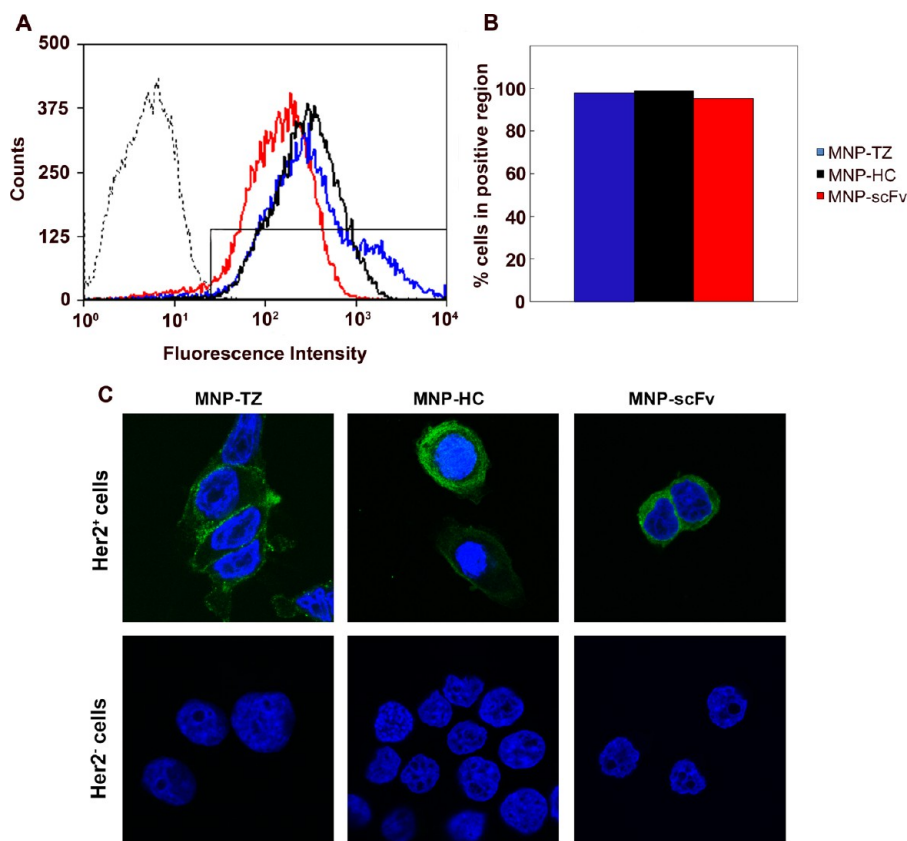 A
500
375
250
125
0
Counts
10⁰
10¹
10²
10³
10⁴
Fluorescence Intensity
B
100
80
60
40
20
0
% cells in positive region
MNP-TZ
MNP-HC
MNP-scFv
C
MNP-TZ
MNP-HC
MNP-scFv
Her2⁺ cells
Her2⁻ cells